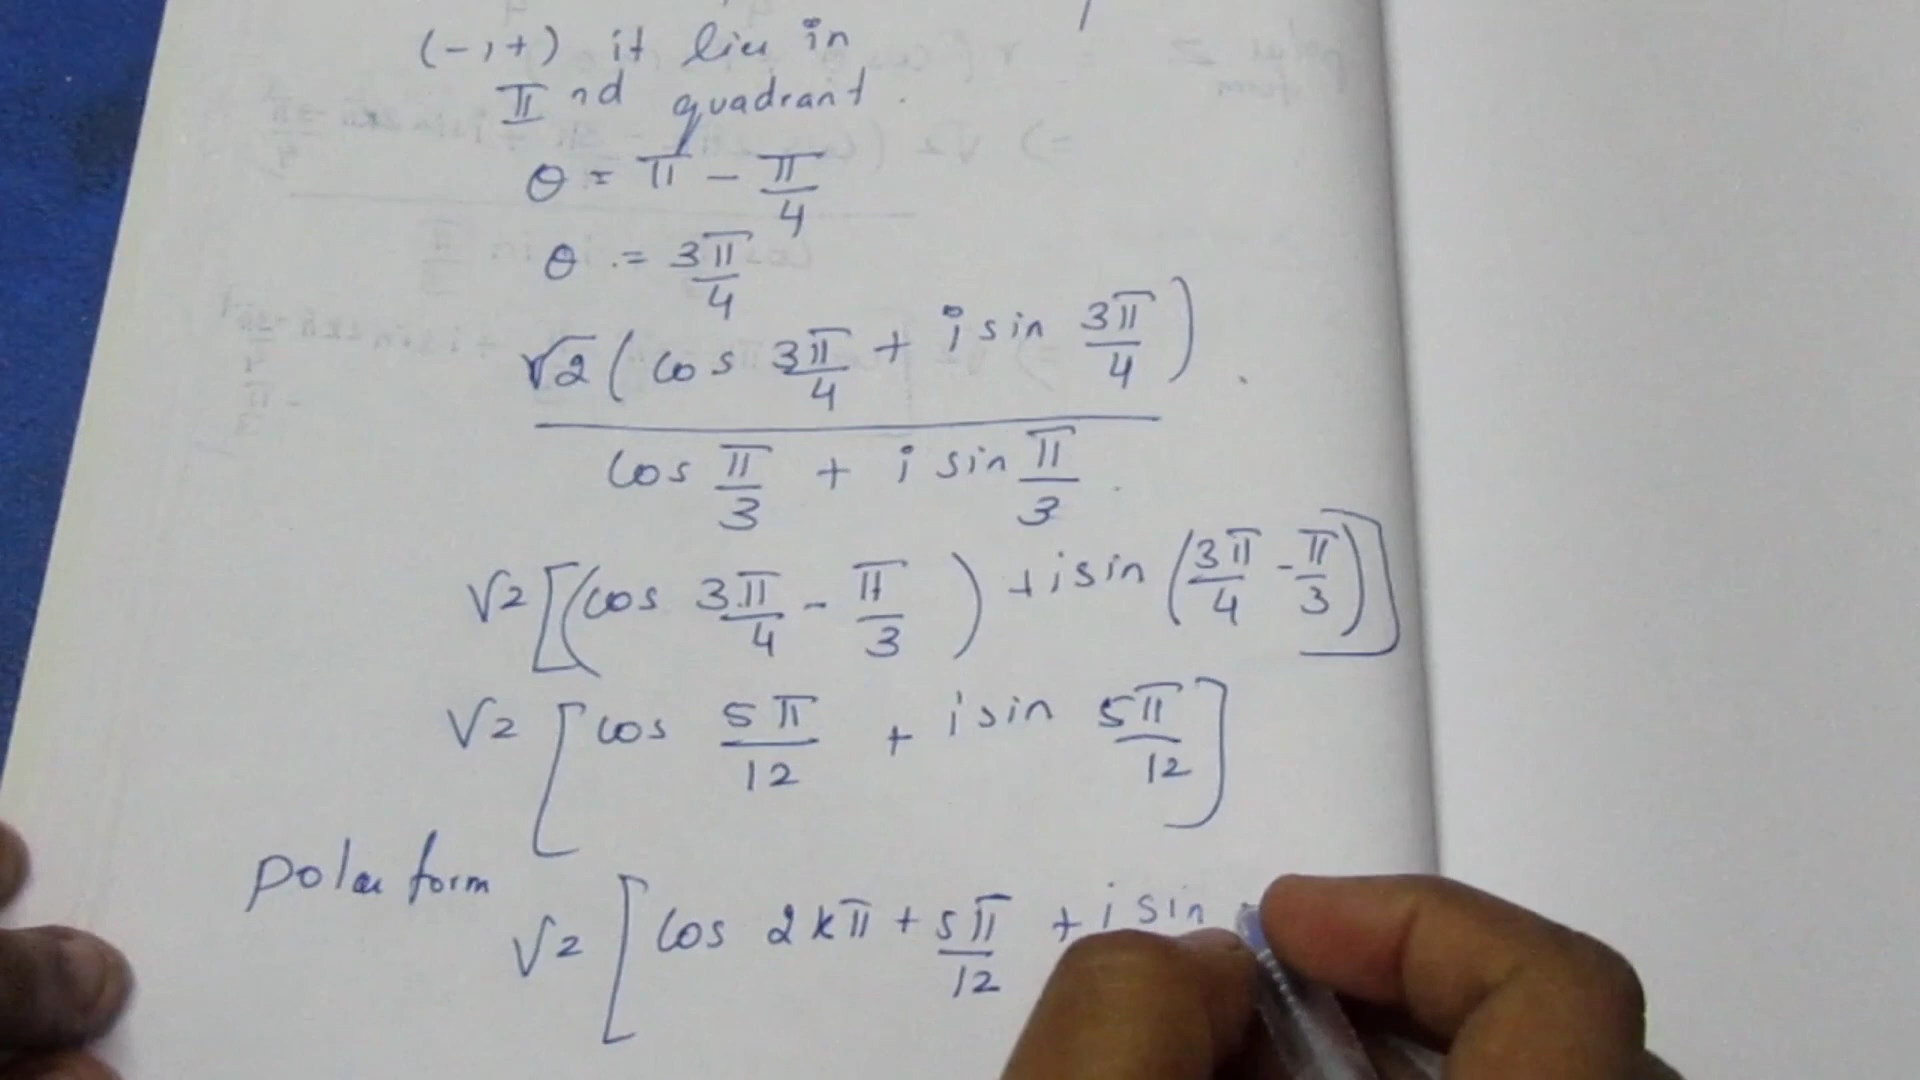 (-,+) it lies in
II nd quadrant.
θ = π - π/4
θ = 3π/4
√2 ( cos 3π/4 + i sin 3π/4 )
cos π/3 + i sin π/3
√2 [(cos 3π/4 - π/3 ) + i sin (3π/4 - π/3)]
√2 [ cos 5π/12 + i sin 5π/12 ]
polar form
√2 [ cos 2kπ + 5π/12 + i sin